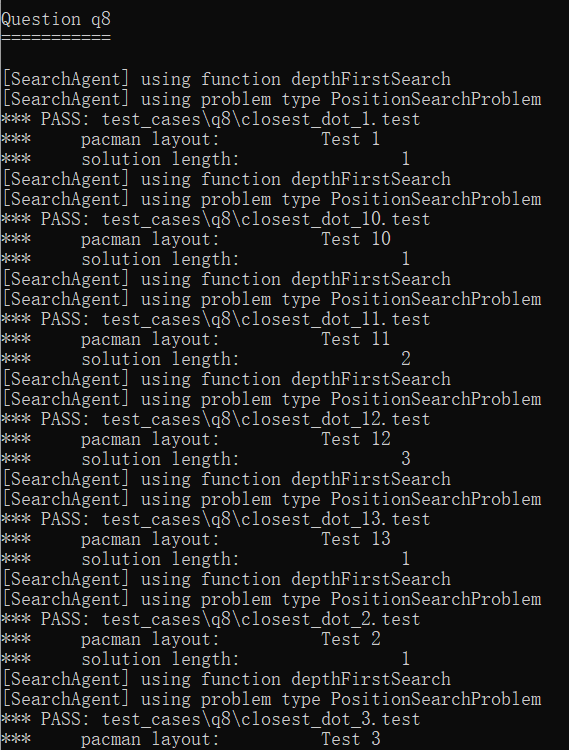 Question q8
===========
[SearchAgent] using function depthFirstSearch
[SearchAgent] using problem type PositionSearchProblem
*** PASS: test_cases\q8\closest_dot_1.test
***     pacman layout:          Test 1
***     solution length:                1
[SearchAgent] using function depthFirstSearch
[SearchAgent] using problem type PositionSearchProblem
*** PASS: test_cases\q8\closest_dot_10.test
***     pacman layout:          Test 10
***     solution length:                1
[SearchAgent] using function depthFirstSearch
[SearchAgent] using problem type PositionSearchProblem
*** PASS: test_cases\q8\closest_dot_11.test
***     pacman layout:          Test 11
***     solution length:                2
[SearchAgent] using function depthFirstSearch
[SearchAgent] using problem type PositionSearchProblem
*** PASS: test_cases\q8\closest_dot_12.test
***     pacman layout:          Test 12
***     solution length:                3
[SearchAgent] using function depthFirstSearch
[SearchAgent] using problem type PositionSearchProblem
*** PASS: test_cases\q8\closest_dot_13.test
***     pacman layout:          Test 13
***     solution length:                1
[SearchAgent] using function depthFirstSearch
[SearchAgent] using problem type PositionSearchProblem
*** PASS: test_cases\q8\closest_dot_2.test
***     pacman layout:          Test 2
***     solution length:                1
[SearchAgent] using function depthFirstSearch
[SearchAgent] using problem type PositionSearchProblem
*** PASS: test_cases\q8\closest_dot_3.test
***     pacman layout:          Test 3